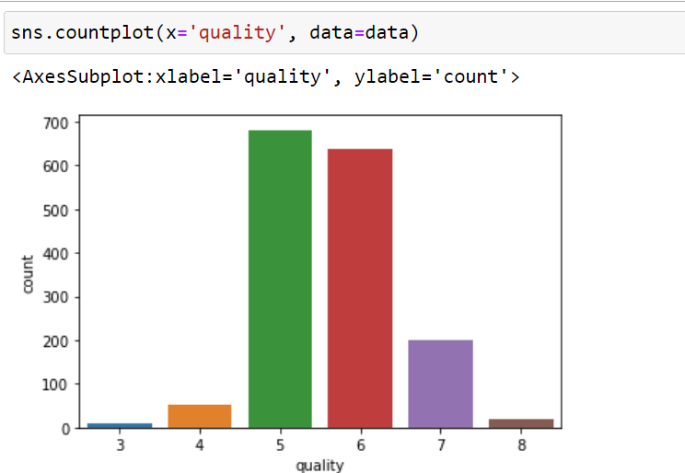 sns.countplot(x='quality', data=data)
<AxesSubplot:xlabel='quality', ylabel='count'>
700
600
500
400
300
200
100
0
count
3 4 5 6 7 8
quality